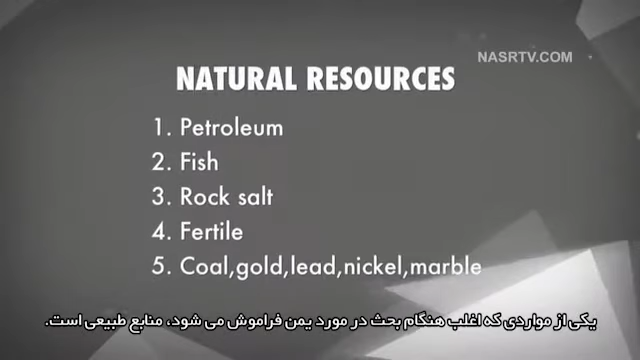 NASRTV.COM
NATURAL RESOURCES
1. Petroleum
2. Fish
3. Rock salt
4. Fertile
5. Coal,gold,lead,nickel,marble
یکی از مواردی که اغلب هنگام بحث در مورد یمن فراموش می شود، منابع طبیعی است.